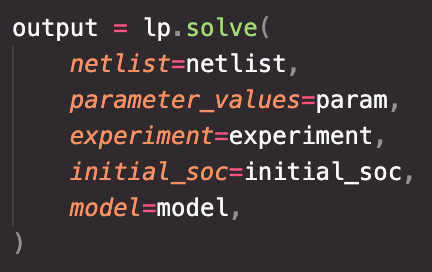 output = lp.solve(
    netlist=netlist,
    parameter_values=param,
    experiment=experiment,
    initial_soc=initial_soc,
    model=model,
)